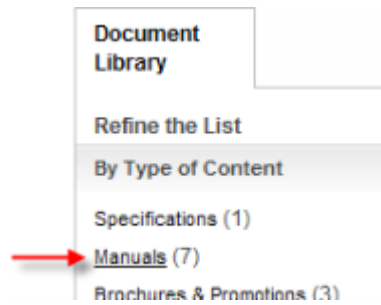 Document
Library
Refine the List
By Type of Content
Specifications (1)
Manuals (7)
Brochures & Promotions (3)